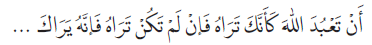 أَنْ تَعْبُدَ اللهَ كَأَنَّكَ تَرَاهُ فَإِنْ لَمْ تَكُنْ تَرَاهُ فَإِنَّهُ يَرَاكَ ...